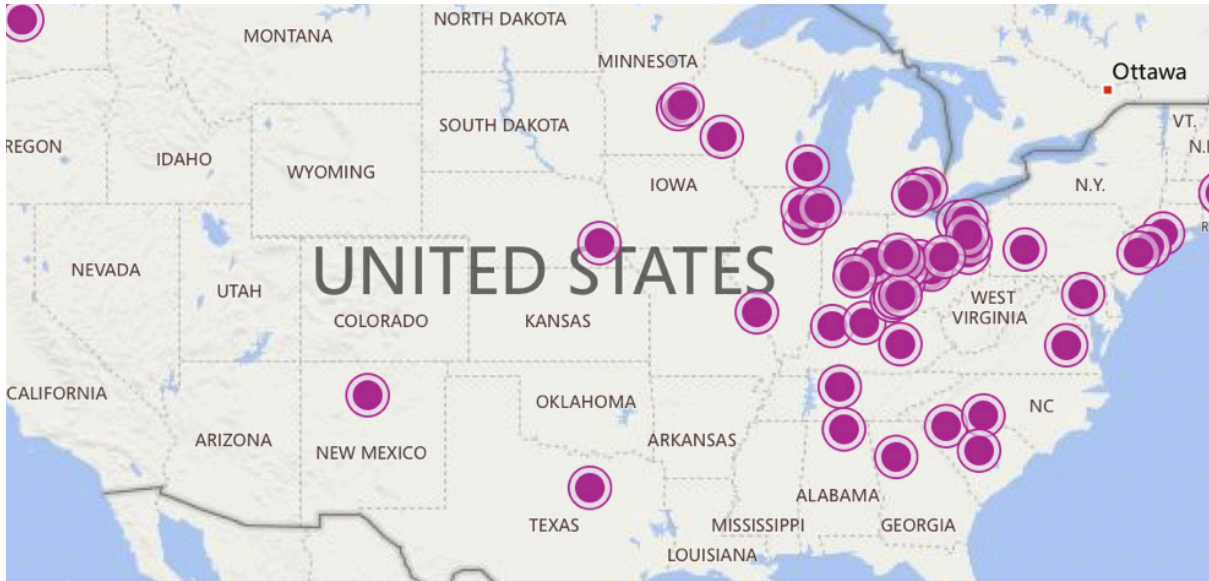 NORTH DAKOTA
MONTANA
MINNESOTA
Ottawa
SOUTH DAKOTA
VT.
REGON
IDAHO
WYOMING
IOWA
N.Y.
N.
R
NEVADA
UNITED STATES
UTAH
WEST
VIRGINIA
COLORADO
KANSAS
CALIFORNIA
OKLAHOMA
NC
ARIZONA
NEW MEXICO
ARKANSAS
ALABAMA
TEXAS
MISSISSIPPI
GEORGIA
LOUISIANA